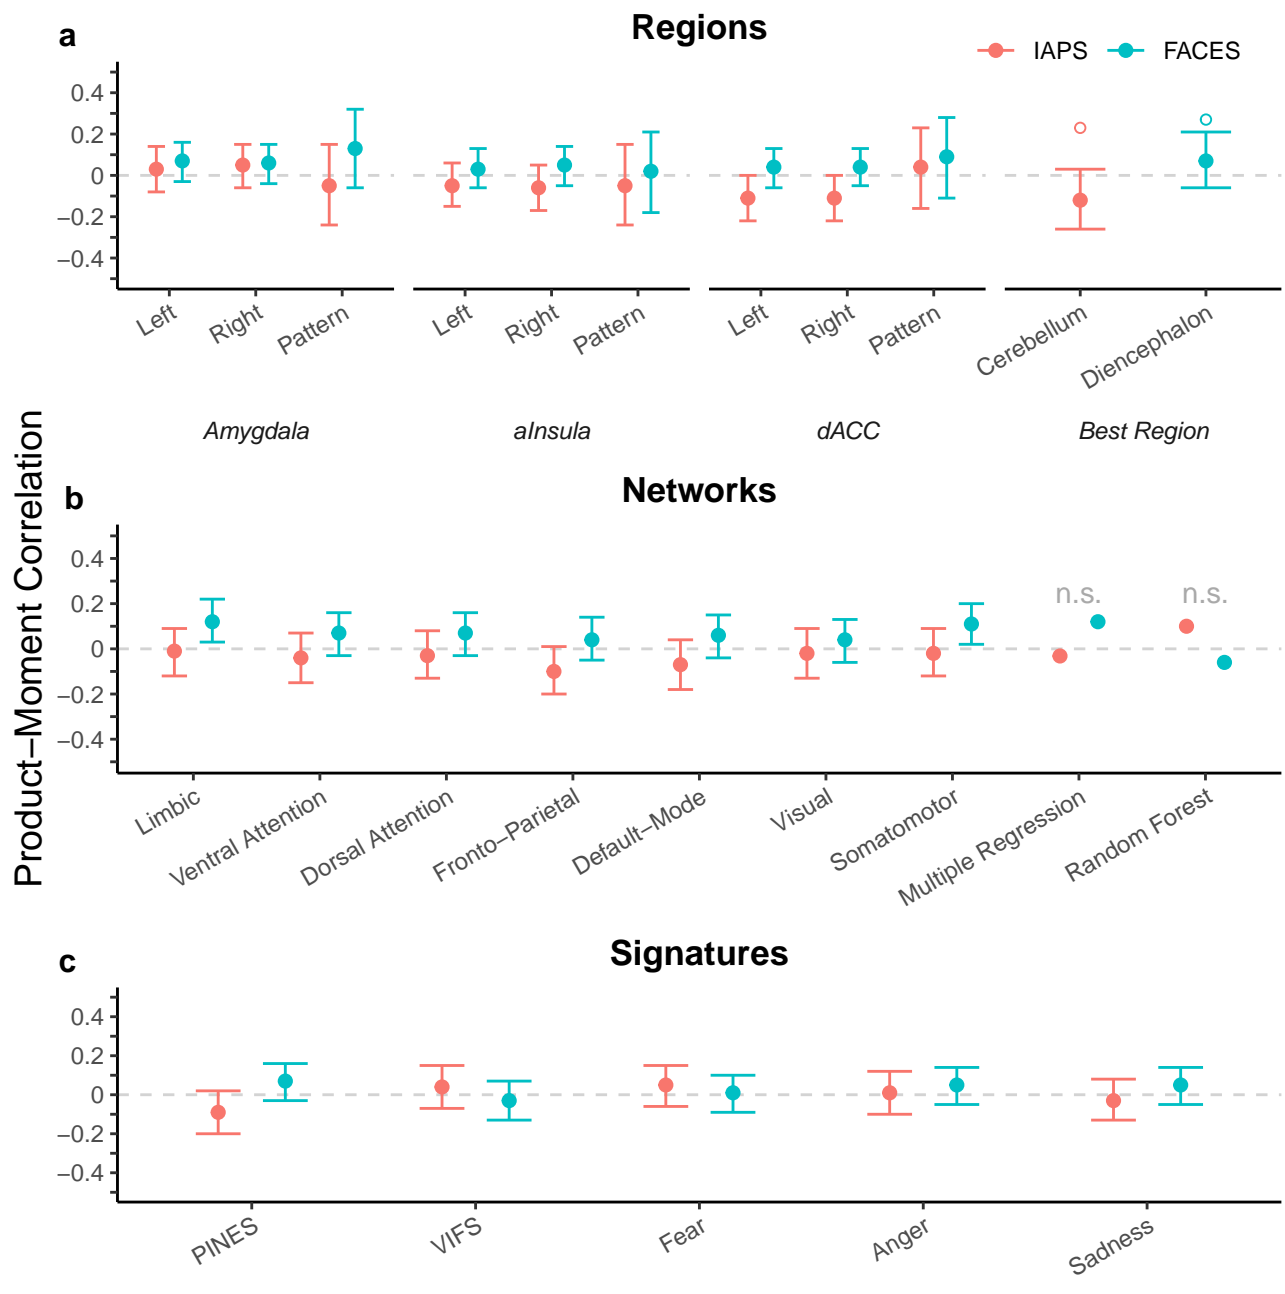 a
Regions
IAPS FACES
0.4
0.2
0
−0.2
−0.4
Left Right Pattern Left Right Pattern Left Right Pattern Cerebellum Diencephalon
Amygdala aInsula dACC Best Region
Product−Moment Correlation
b
Networks
0.4
0.2
0
−0.2
−0.4
n.s. n.s.
Limbic Ventral Attention Dorsal Attention Fronto−Parietal Default−Mode Visual Somatomotor Multiple Regression Random Forest
c
Signatures
0.4
0.2
0
−0.2
−0.4
PINES VIFS Fear Anger Sadness